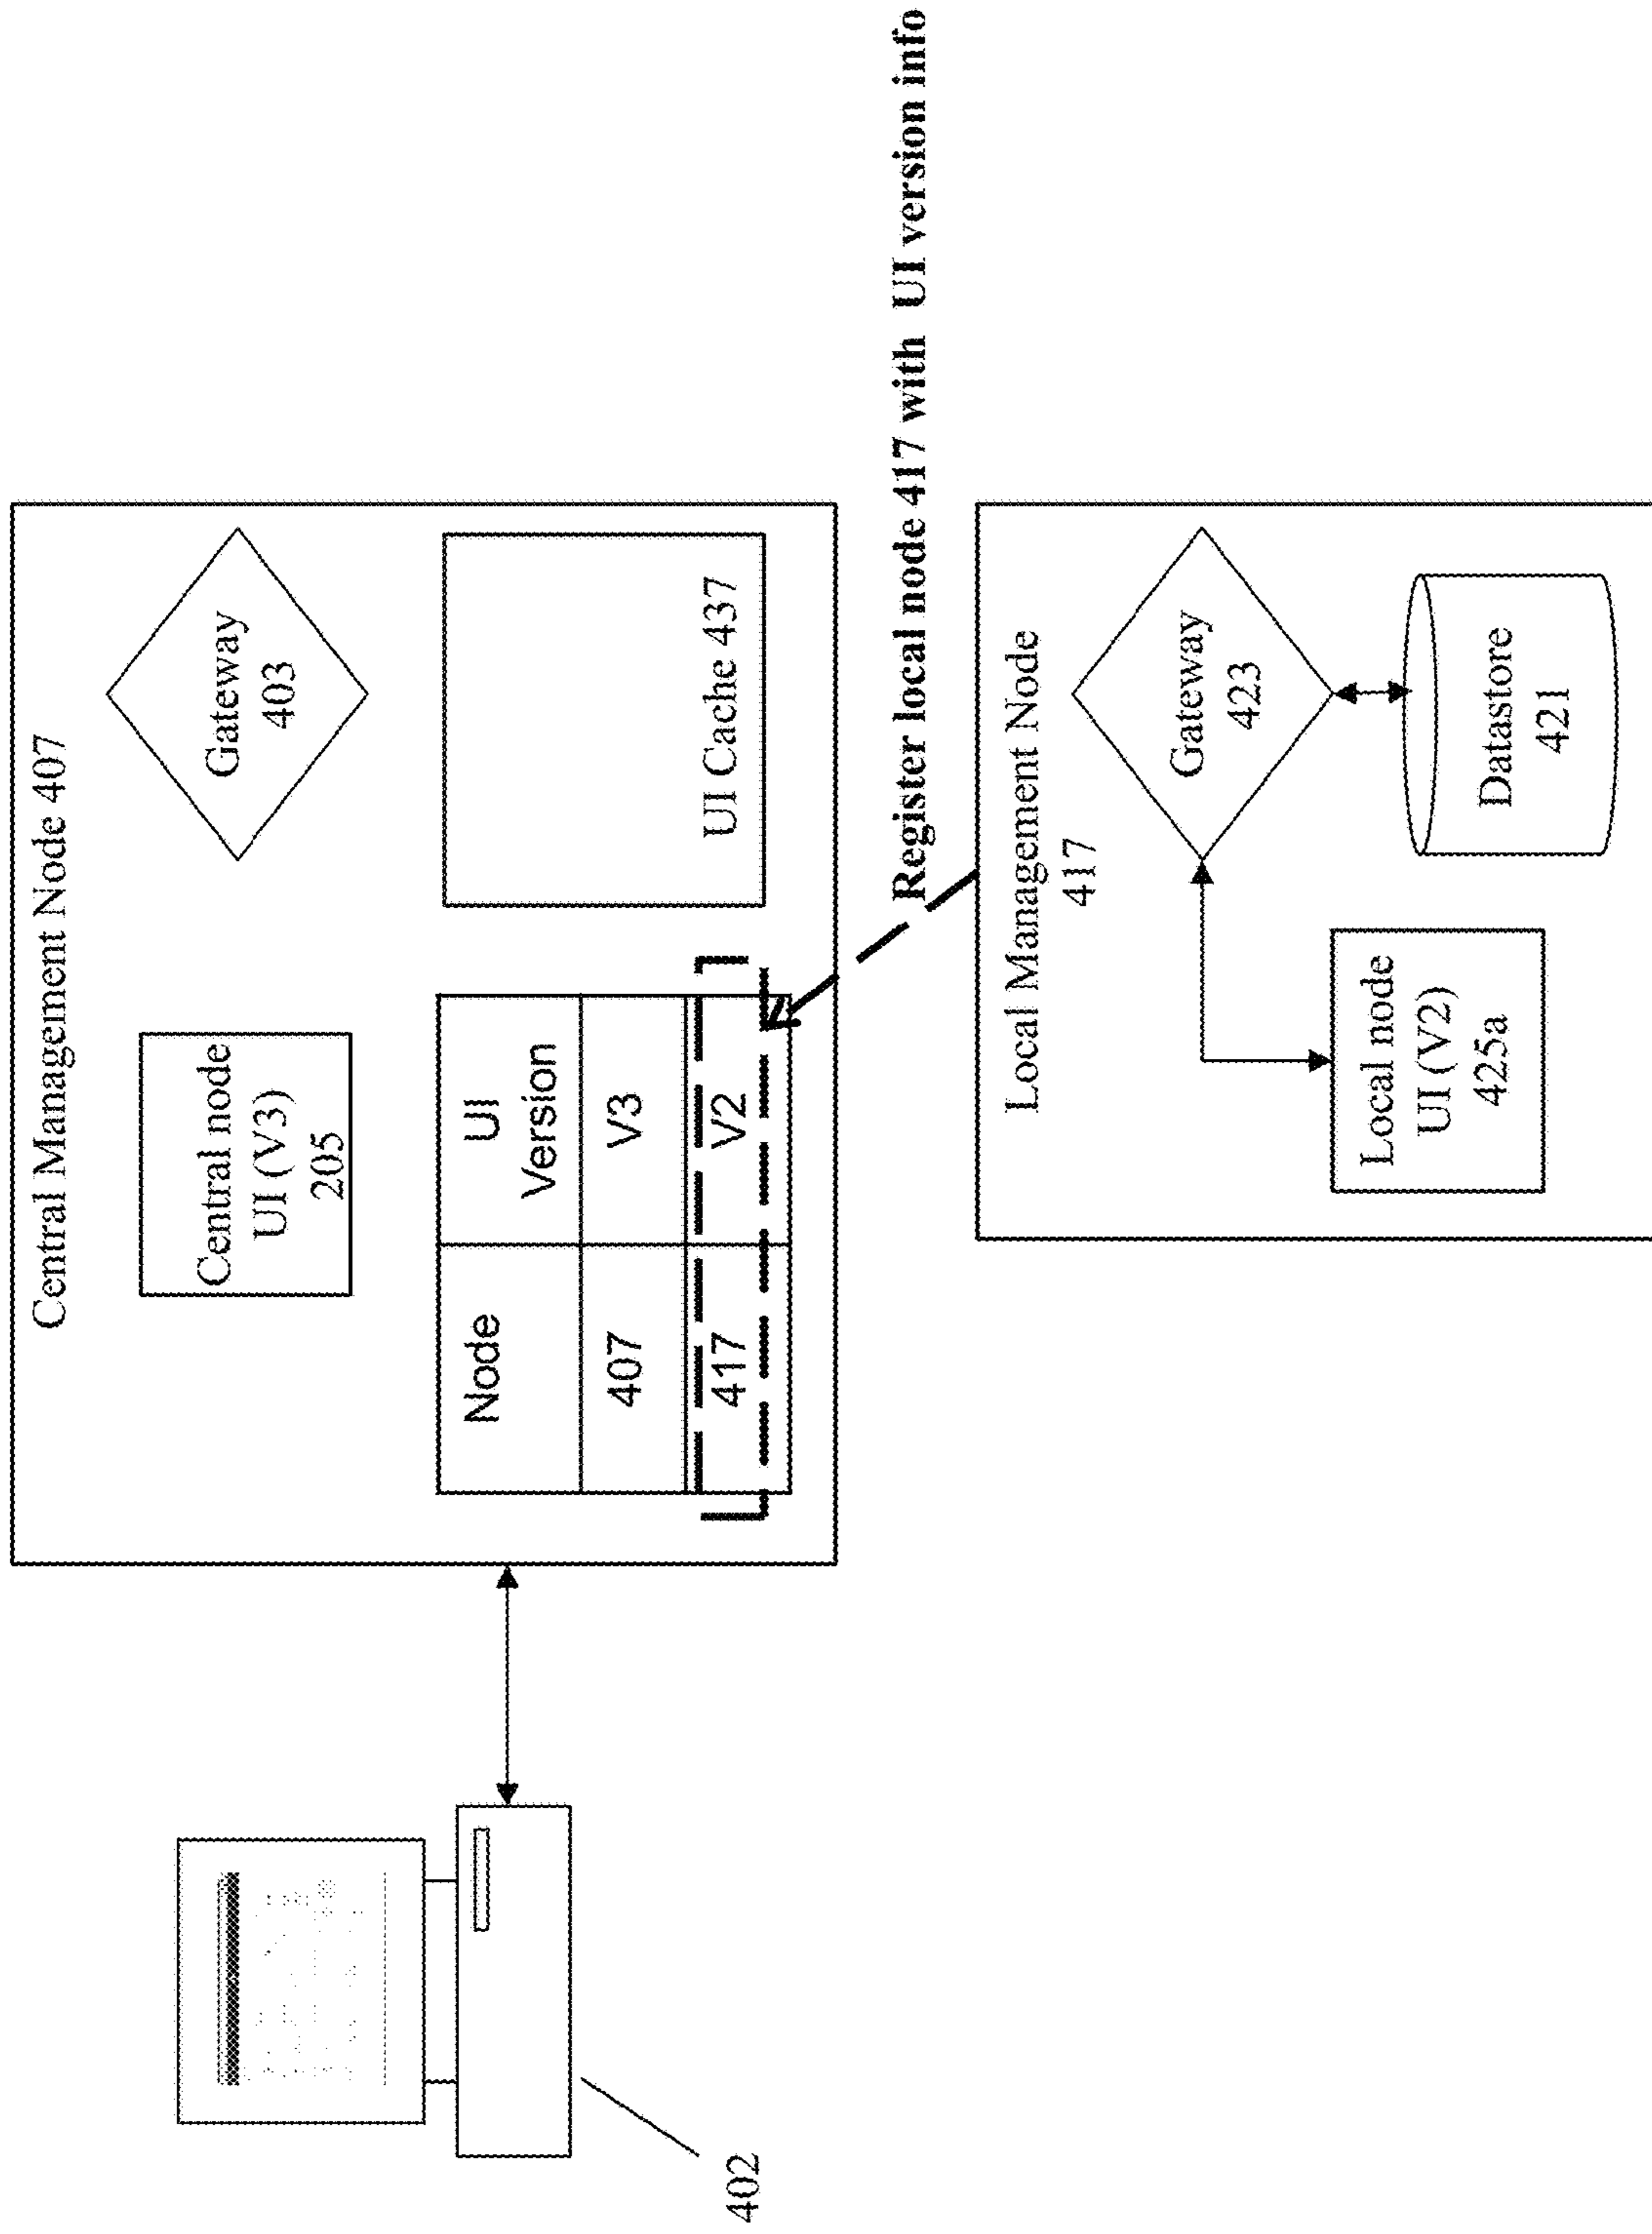 Central Management Node 407
Central node
UI (V3)
205
Gateway
403
Node
UI
Version
407
V3
417
V2
UI Cache 437
402
Register local node 417 with UI version info
Local Management Node
417
Gateway
423
Local node
UI (V2)
425a
Datastore
421